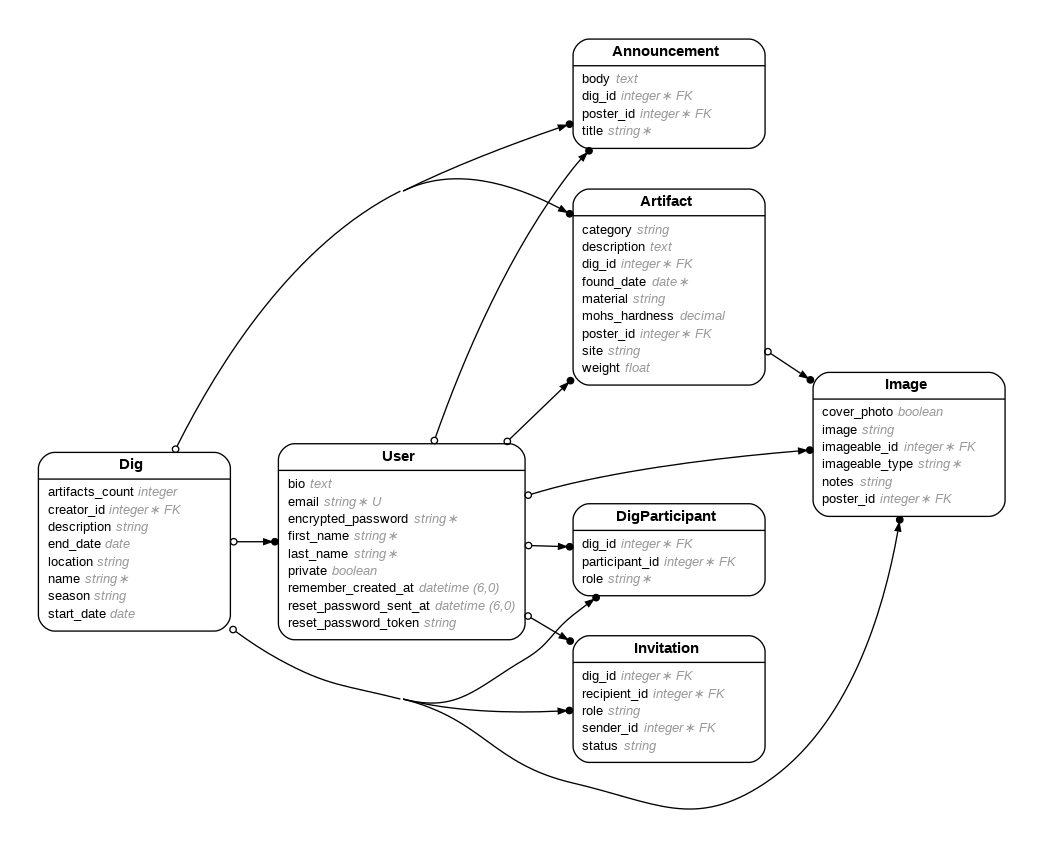 Announcement
body text
dig_id integer∗ FK
poster_id integer∗ FK
title string∗
Artifact
category string
description text
dig_id integer∗ FK
found_date date∗
material string
mohs_hardness decimal
poster_id integer∗ FK
site string
weight float
Image
cover_photo boolean
image string
imageable_id integer∗ FK
imageable_type string∗
notes string
poster_id integer∗ FK
Dig
artifacts_count integer
creator_id integer∗ FK
description string
end_date date
location string
name string∗
season string
start_date date
User
bio text
email string∗ U
encrypted_password string∗
first_name string∗
last_name string∗
private boolean
remember_created_at datetime (6,0)
reset_password_sent_at datetime (6,0)
reset_password_token string
DigParticipant
dig_id integer∗ FK
participant_id integer∗ FK
role string∗
Invitation
dig_id integer∗ FK
recipient_id integer∗ FK
role string
sender_id integer∗ FK
status string